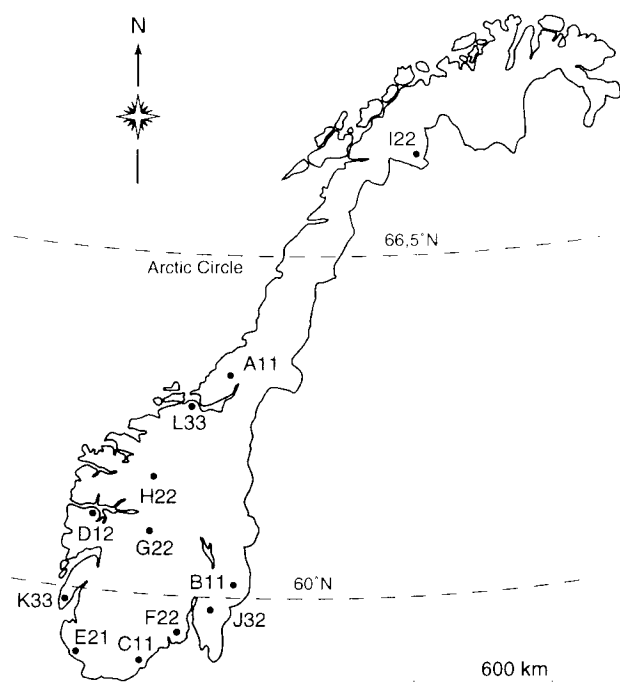 N
I22
66,5°N
Arctic Circle
A11
L33
H22
D12
G22
B11
60°N
K33
J32
F22
E21
C11
600 km